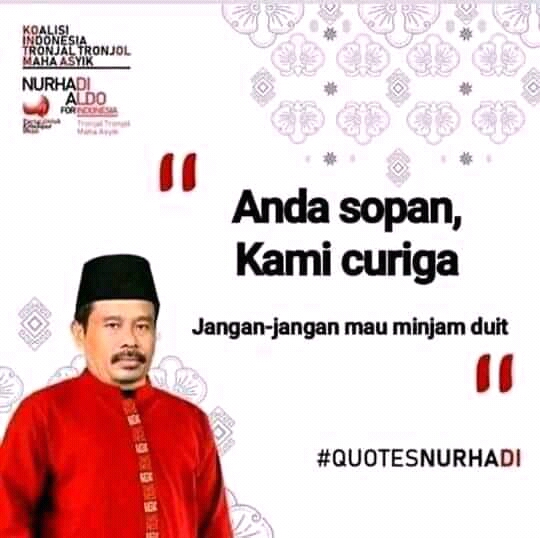 KOALISI
INDONESIA
TRONJAL TRONJOL
MAHA ASYIK
NURHADI
ALDO
FOR INDONESIA
Tronjal Tronjol
Maha Asyik
"
Anda sopan,
Kami curiga
Jangan-jangan mau minjam duit
"
#QUOTESNURHADI